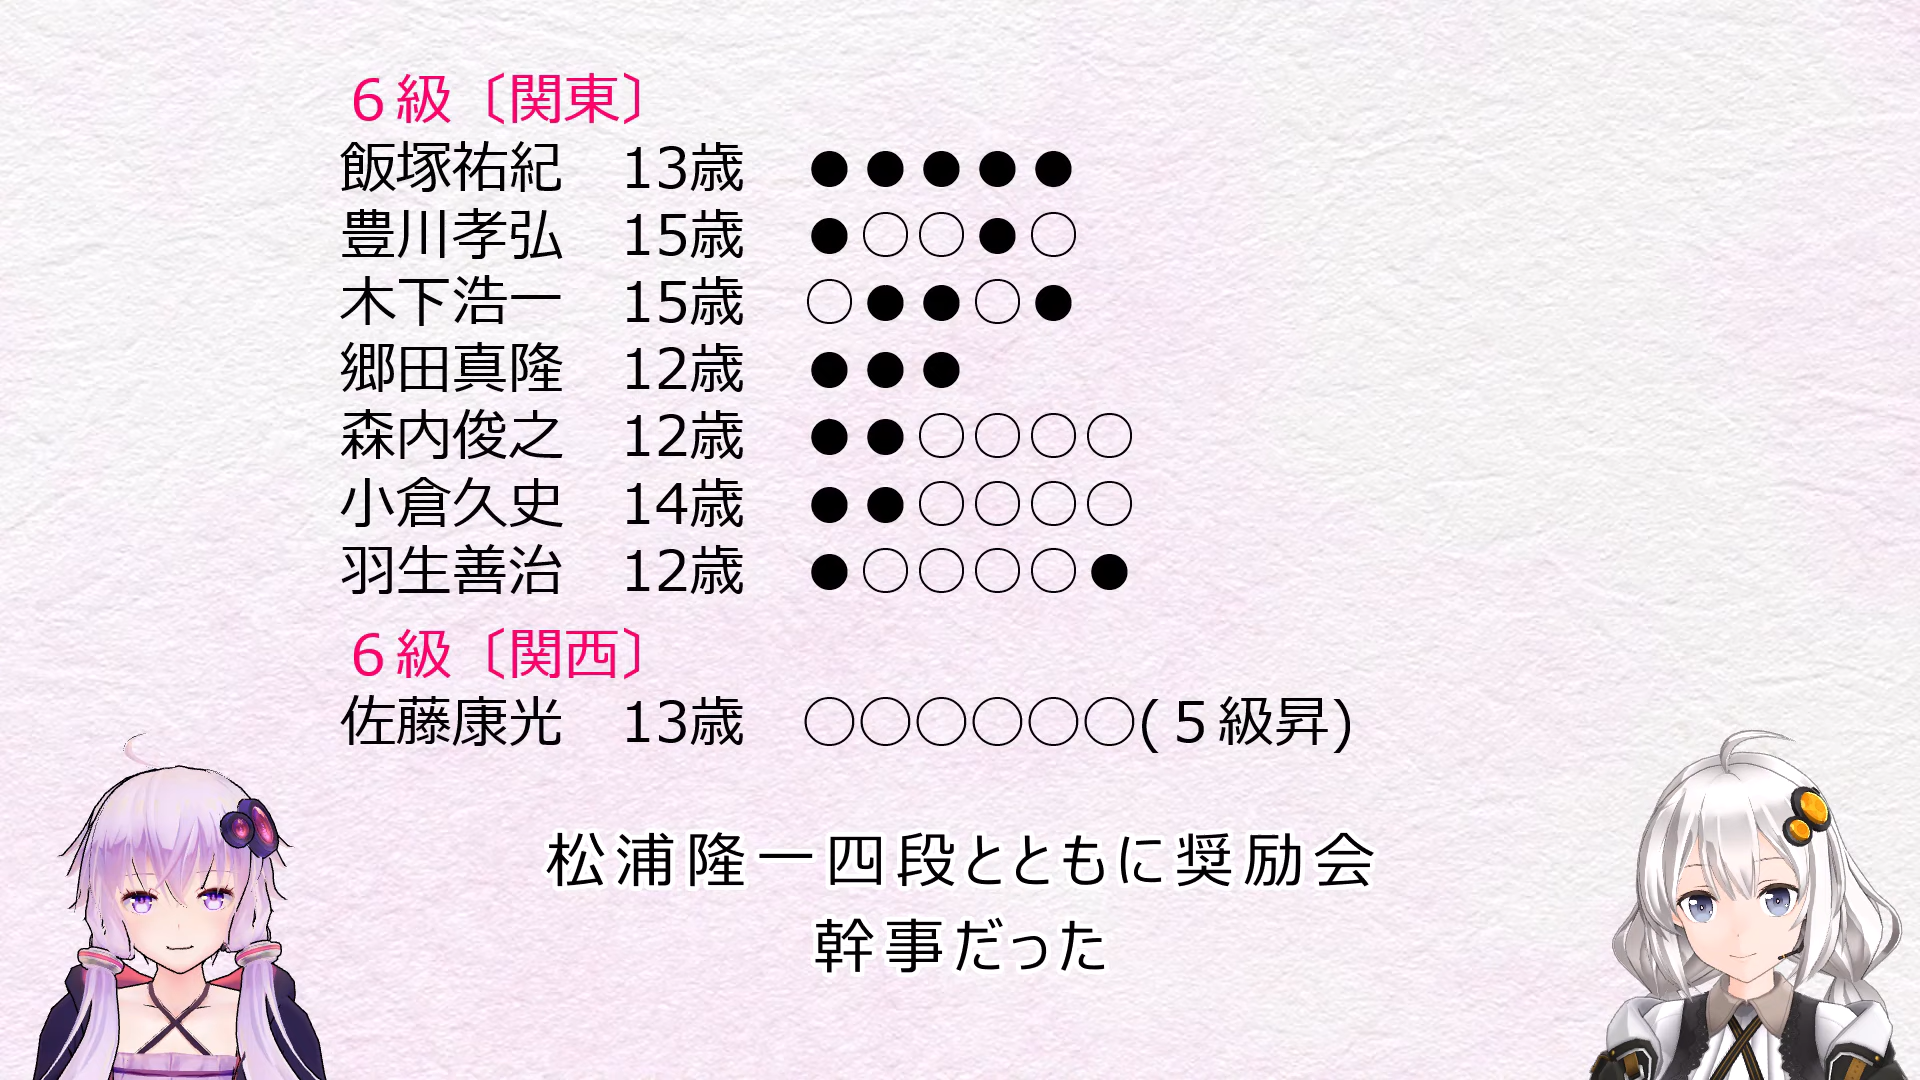 ６級〔関東〕
飯塚祐紀　13歳　●●●●●
豊川孝弘　15歳　●○○●○
木下浩一　15歳　○●●○●
郷田真隆　12歳　●●●
森内俊之　12歳　●●○○○○
小倉久史　14歳　●●○○○○
羽生善治　12歳　●○○○○●
６級〔関西〕
佐藤康光　13歳　○○○○○○(５級昇)
松浦隆一四段とともに奨励会
幹事だった